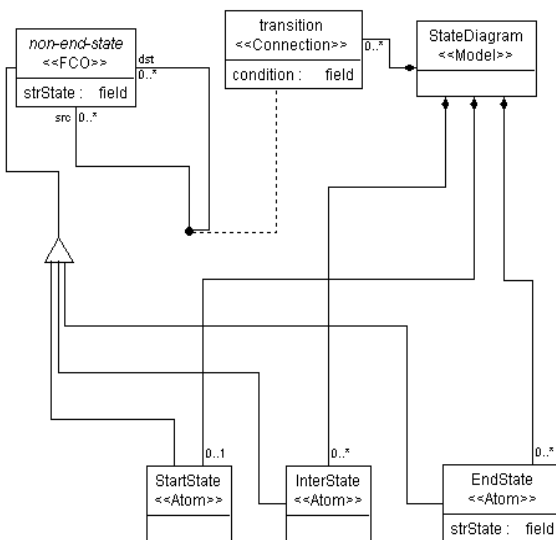 non-end-state
<<FCO>>
strState : field
dst
0..*
src 0..*
transition
<<Connection>>
condition : field
0..*
StateDiagram
<<Model>>
0..1
0..*
0..*
StartState
<<Atom>>
InterState
<<Atom>>
EndState
<<Atom>>
strState : field